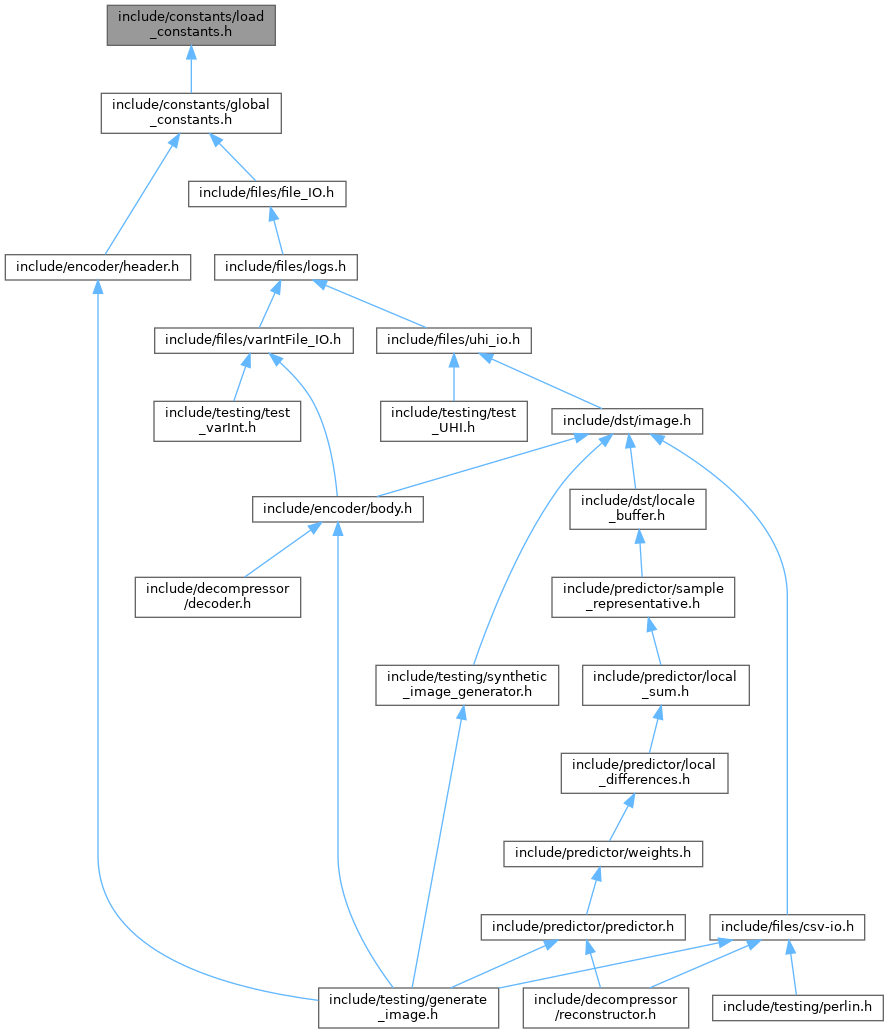 include/constants/load
_constants.h
include/constants/global
_constants.h
include/files/file_IO.h
include/encoder/header.h
include/files/logs.h
include/files/varIntFile_IO.h
include/files/uhi_io.h
include/testing/test
_varInt.h
include/testing/test
_UHI.h
include/dst/image.h
include/encoder/body.h
include/dst/locale
_buffer.h
include/decompressor
/decoder.h
include/predictor/sample
_representative.h
include/testing/synthetic
_image_generator.h
include/predictor/local
_sum.h
include/predictor/local
_differences.h
include/predictor/weights.h
include/predictor/predictor.h
include/files/csv-io.h
include/testing/generate
_image.h
include/decompressor
/reconstructor.h
include/testing/perlin.h